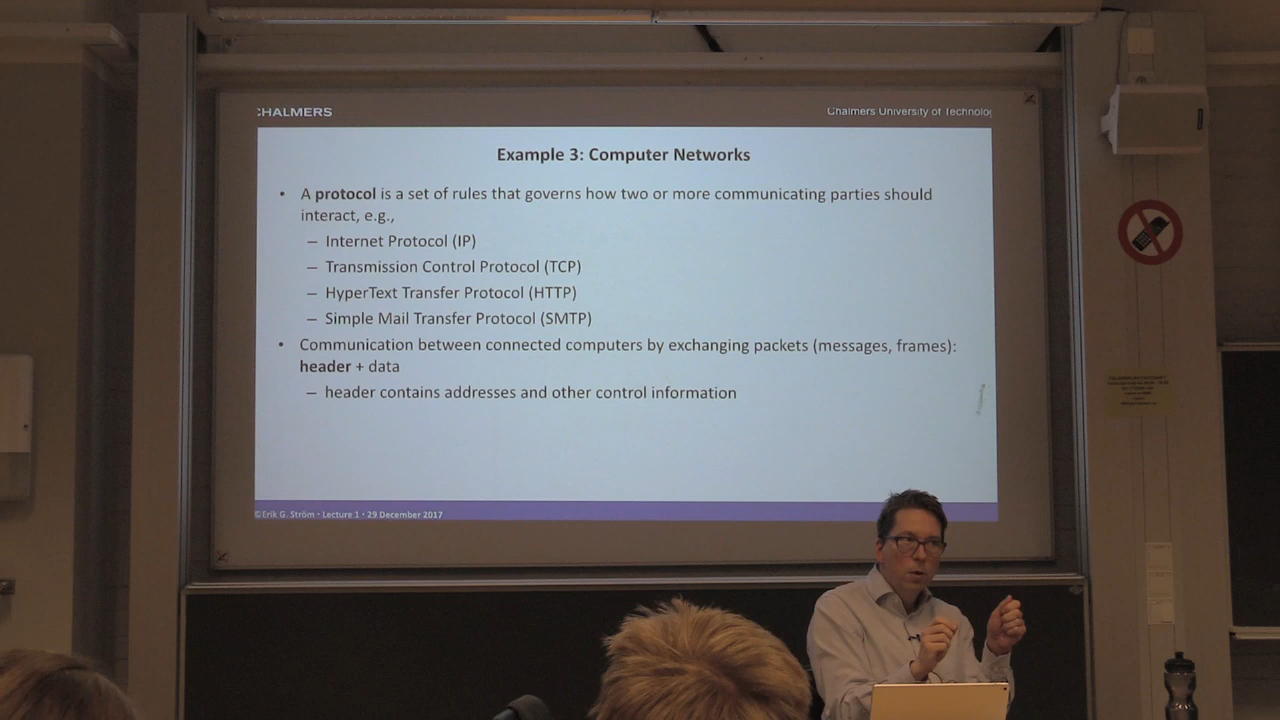 CHALMERS
Chalmers University of Technolog
Example 3: Computer Networks
• A protocol is a set of rules that governs how two or more communicating parties should
interact, e.g.,
– Internet Protocol (IP)
– Transmission Control Protocol (TCP)
– HyperText Transfer Protocol (HTTP)
– Simple Mail Transfer Protocol (SMTP)
• Communication between connected computers by exchanging packets (messages, frames):
header + data
– header contains addresses and other control information
©Erik G. Ström • Lecture 1 • 29 December 2017